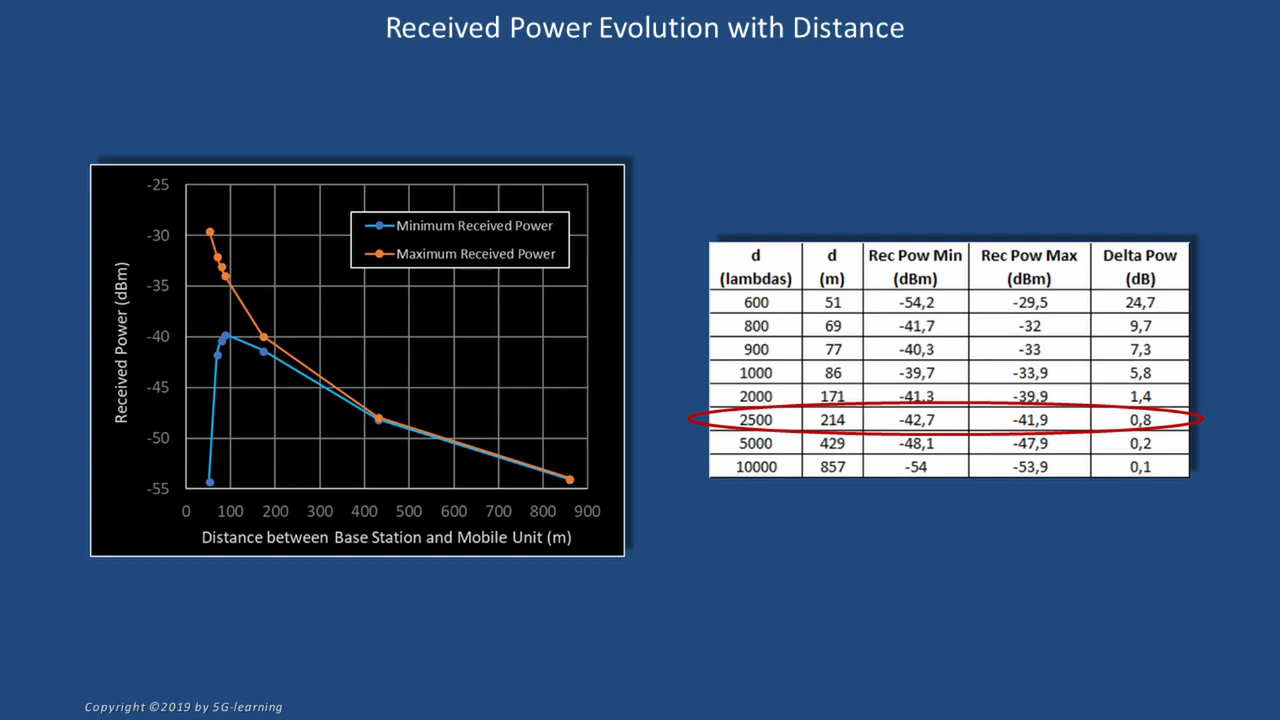 Received Power Evolution with Distance
-25
-30
-35
-40
-45
-50
-55
Received Power (dBm)
Minimum Received Power
Maximum Received Power
0 100 200 300 400 500 600 700 800 900
Distance between Base Station and Mobile Unit (m)
d d Rec Pow Min Rec Pow Max Delta Pow
(lambdas) (m) (dBm) (dBm) (dB)
600 51 -54,2 -29,5 24,7
800 69 -41,7 -32 9,7
900 77 -40,3 -33 7,3
1000 86 -39,7 -33,9 5,8
2000 171 -41,3 -39,9 1,4
2500 214 -42,7 -41,9 0,8
5000 429 -48,1 -47,9 0,2
10000 857 -54 -53,9 0,1
Copyright ©2019 by 5G-learning